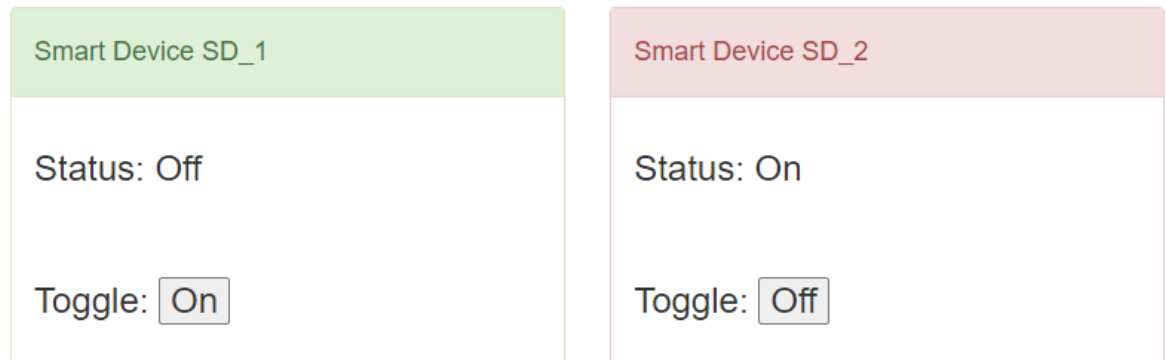 Smart Device SD_1
Status: Off
Toggle: On
Smart Device SD_2
Status: On
Toggle: Off